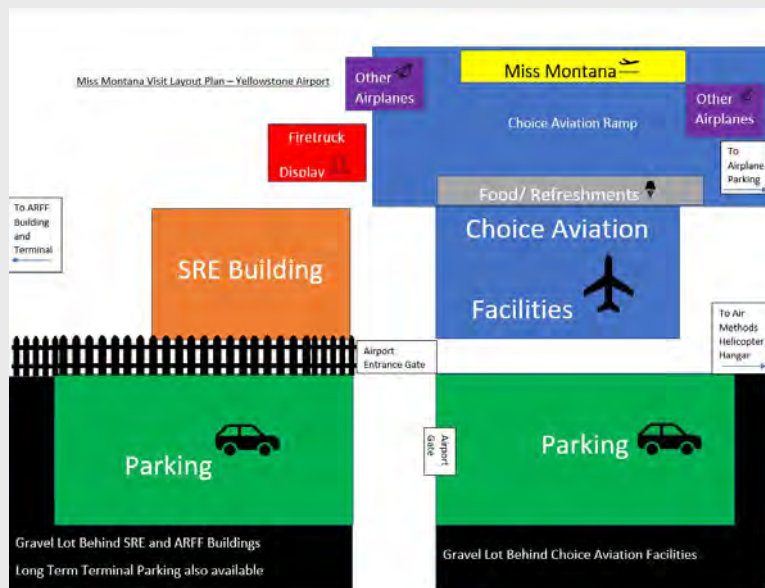 Miss Montana Visit Layout Plan – Yellowstone Airport
Other
Airplanes
Miss Montana
Other
Airplanes
Choice Aviation Ramp
Firetruck
Display
To
Airplane
Parking
Food/ Refreshments
To ARFF
Building
and
Terminal
SRE Building
Choice Aviation
Facilities
To Air
Methods
Helicopter
Hangar
Airport
Entrance Gate
Parking
Airport
Gate
Parking
Gravel Lot Behind SRE and ARFF Buildings
Long Term Terminal Parking also available
Gravel Lot Behind Choice Aviation Facilities